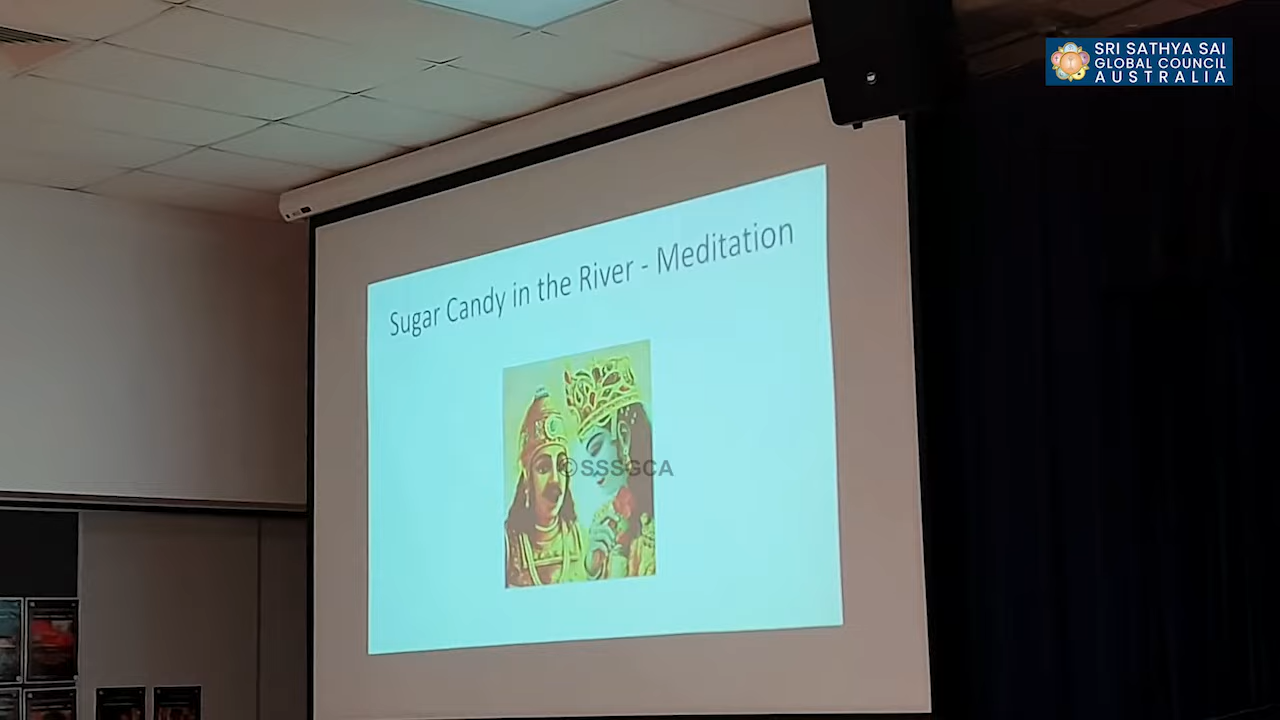 SRI SATHYA SAI
GLOBAL COUNCIL
AUSTRALIA
Sugar Candy in the River - Meditation
©SSSGCA